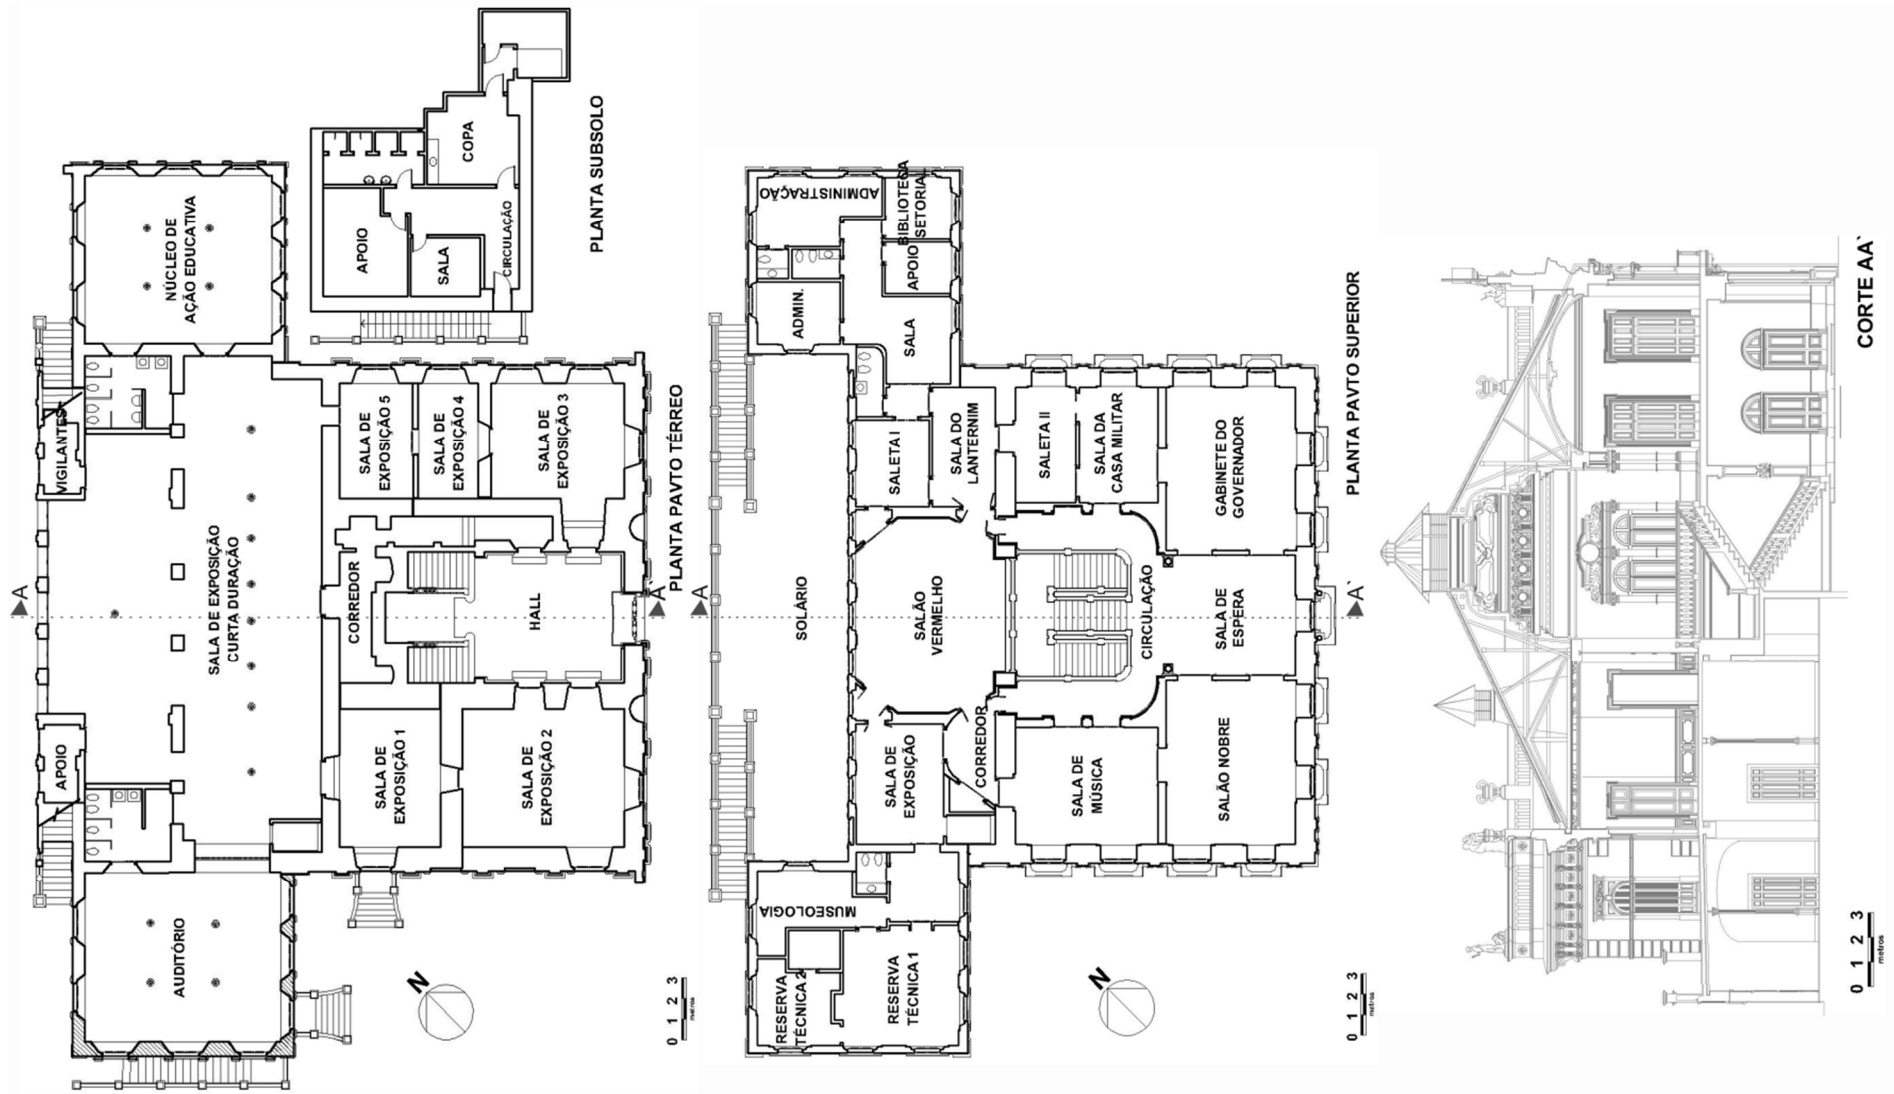 COPA
APOIO
SALA
CIRCULAÇÃO
PLANTA SUBSOLO
NÚCLEO DE
AÇÃO EDUCATIVA
VIGILANTES
SALA DE EXPOSIÇÃO
CURTA DURAÇÃO
SALA DE
EXPOSIÇÃO 5
SALA DE
EXPOSIÇÃO 4
SALA DE
EXPOSIÇÃO 3
CORREDOR
HALL
APOIO
SALA DE
EXPOSIÇÃO 1
SALA DE
EXPOSIÇÃO 2
AUDITÓRIO
A
A`
PLANTA PAVTO TÉRREO
N
0 1 2 3
metros
ADMINISTRAÇÃO
BIBLIOTECA
SETORIAL
APOIO
ADMIN.
SALA
SALETA I
SALA DO
LANTERNIM
SALETA II
SALA DA
CASA MILITAR
GABINETE DO
GOVERNADOR
SOLÁRIO
SALÃO
VERMELHO
CIRCULAÇÃO
SALA DE
ESPERA
SALA DE
EXPOSIÇÃO
CORREDOR
SALA DE
MÚSICA
SALÃO NOBRE
MUSEOLOGIA
RESERVA
TÉCNICA 2
RESERVA
TÉCNICA 1
A
A`
PLANTA PAVTO SUPERIOR
N
0 1 2 3
metros
CORTE AA`
0 1 2 3
metros